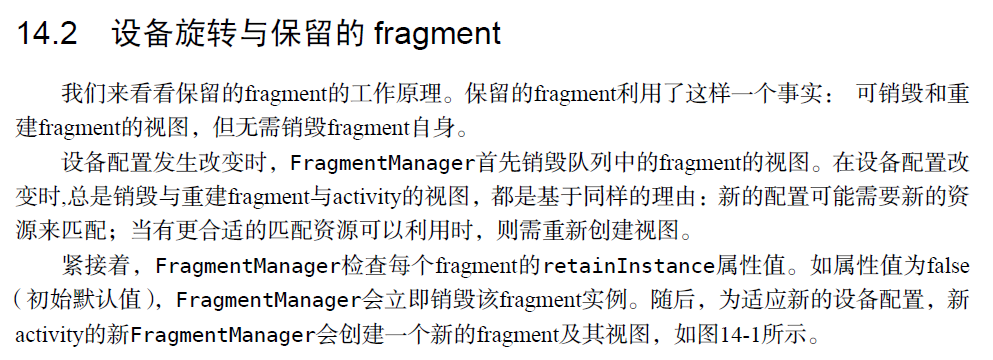 14.2 设备旋转与保留的 fragment
我们来看看保留的fragment的工作原理。保留的fragment利用了这样一个事实： 可销毁和重
建fragment的视图，但无需销毁fragment自身。
设备配置发生改变时，FragmentManager首先销毁队列中的fragment的视图。在设备配置改
变时,总是销毁与重建fragment与activity的视图，都是基于同样的理由：新的配置可能需要新的资
源来匹配；当有更合适的匹配资源可以利用时，则需重新创建视图。
紧接着，FragmentManager检查每个fragment的retainInstance属性值。如属性值为false
（初始默认值），FragmentManager会立即销毁该fragment实例。随后，为适应新的设备配置，新
activity的新FragmentManager会创建一个新的fragment及其视图，如图14-1所示。